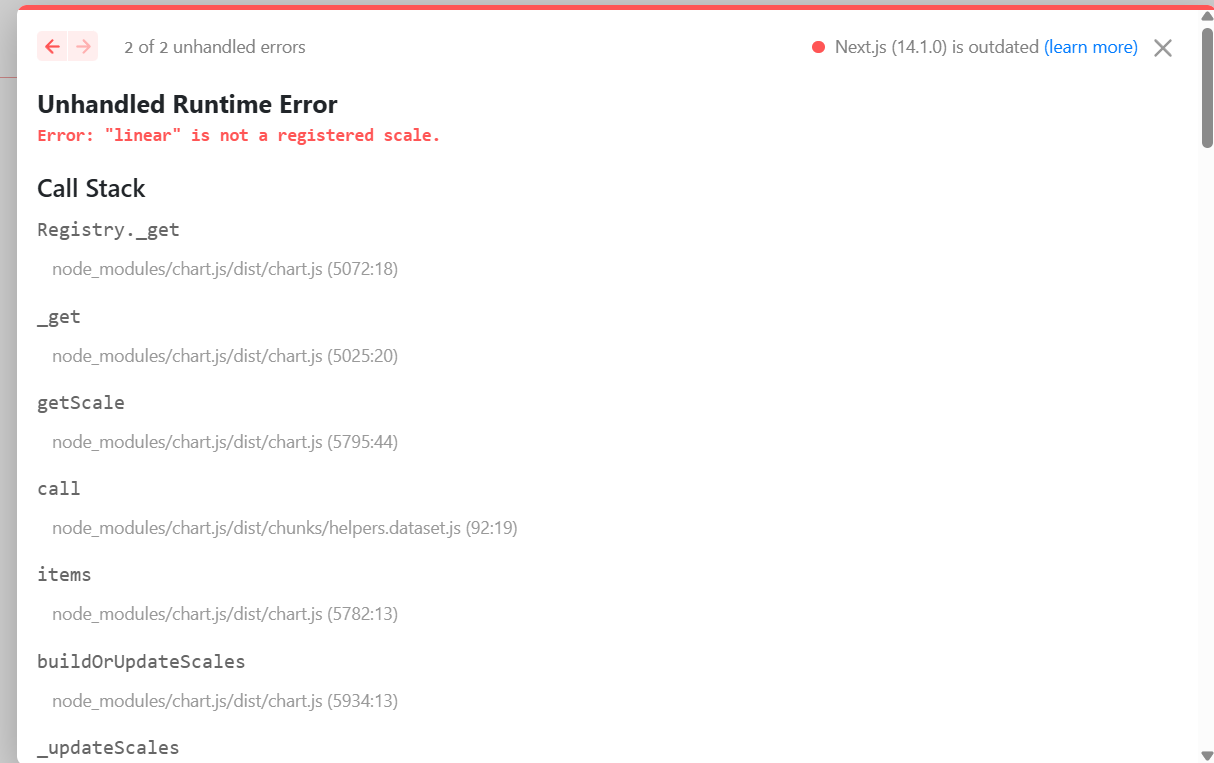 2 of 2 unhandled errors
Next.js (14.1.0) is outdated (learn more)
Unhandled Runtime Error
Error: "linear" is not a registered scale.
Call Stack
Registry._get
node_modules/chart.js/dist/chart.js (5072:18)
_get
node_modules/chart.js/dist/chart.js (5025:20)
getScale
node_modules/chart.js/dist/chart.js (5795:44)
call
node_modules/chart.js/dist/chunks/helpers.dataset.js (92:19)
items
node_modules/chart.js/dist/chart.js (5782:13)
buildOrUpdateScales
node_modules/chart.js/dist/chart.js (5934:13)
_updateScales